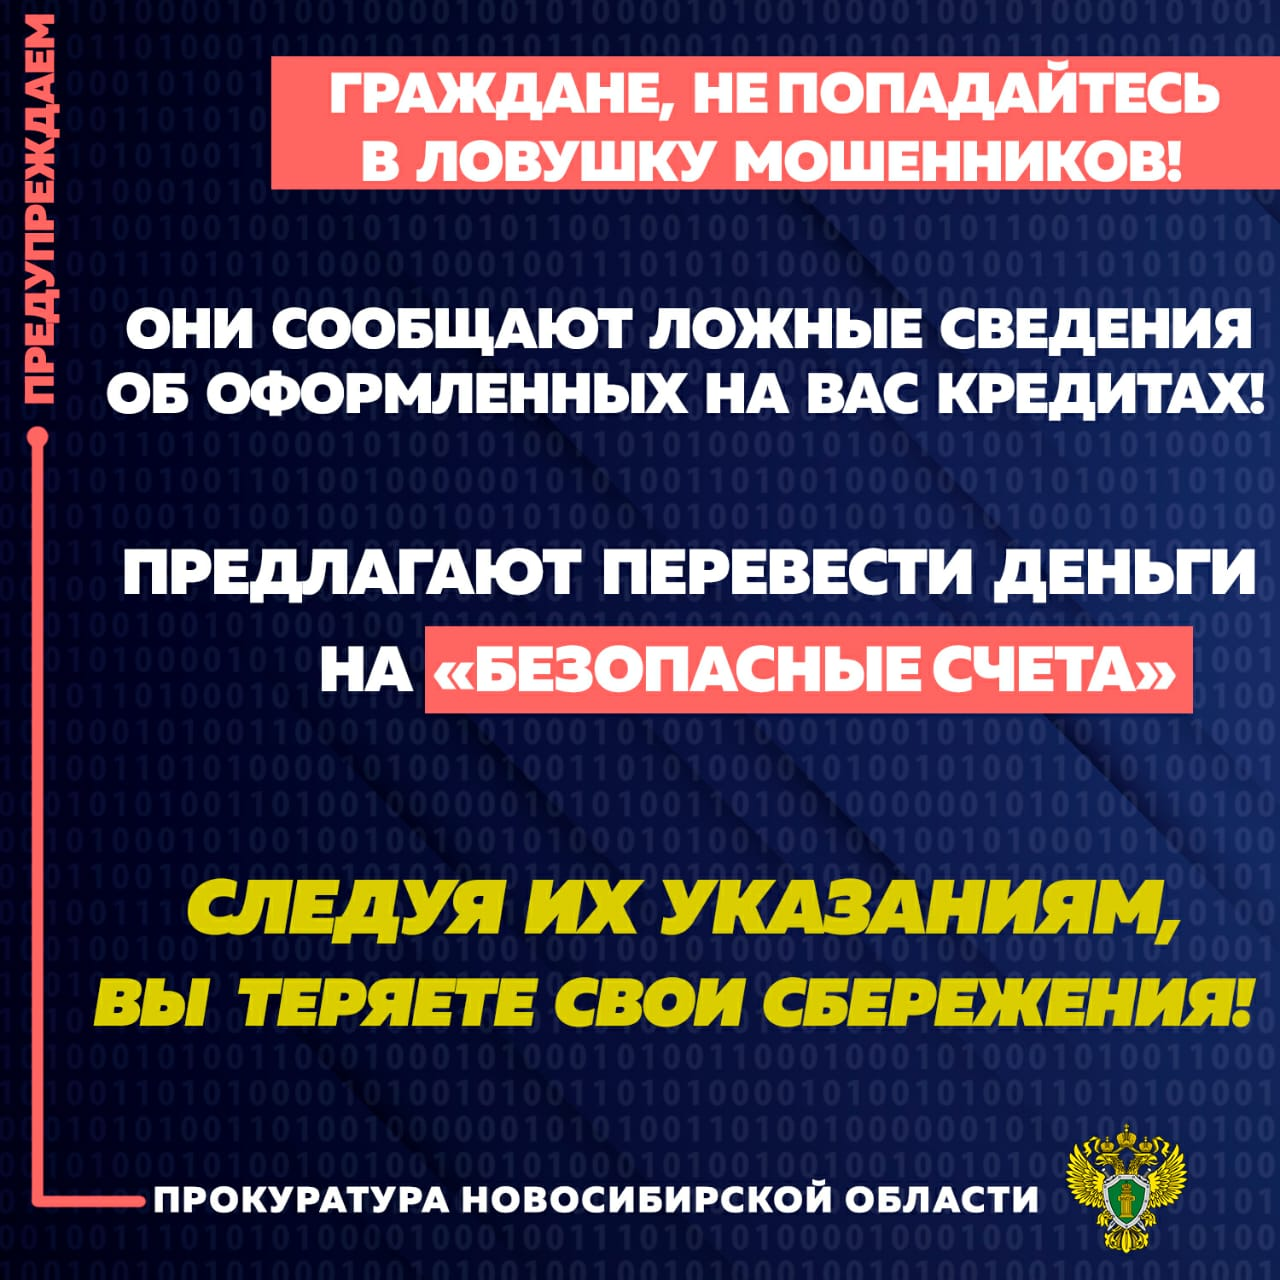 ПРЕДУПРЕЖДАЕМ
ГРАЖДАНЕ, НЕ ПОПАДАЙТЕСЬ
В ЛОВУШКУ МОШЕННИКОВ!
ОНИ СООБЩАЮТ ЛОЖНЫЕ СВЕДЕНИЯ
ОБ ОФОРМЛЕННЫХ НА ВАС КРЕДИТАХ!
ПРЕДЛАГАЮТ ПЕРЕВЕСТИ ДЕНЬГИ
НА «БЕЗОПАСНЫЕ СЧЕТА»
СЛЕДУЯ ИХ УКАЗАНИЯМ,
ВЫ ТЕРЯЕТЕ СВОИ СБЕРЕЖЕНИЯ!
ПРОКУРАТУРА НОВОСИБИРСКОЙ ОБЛАСТИ